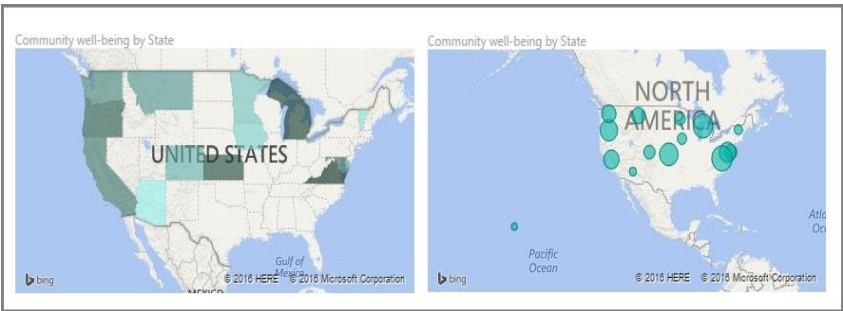 Community well-being by State
UNITED STATES
Gulf of
Mexico
MEXICO
bing
© 2016 HERE © 2016 Microsoft Corporation
Community well-being by State
NORTH
AMERICA
Pacific
Ocean
bing
© 2016 HERE © 2016 Microsoft Corporation